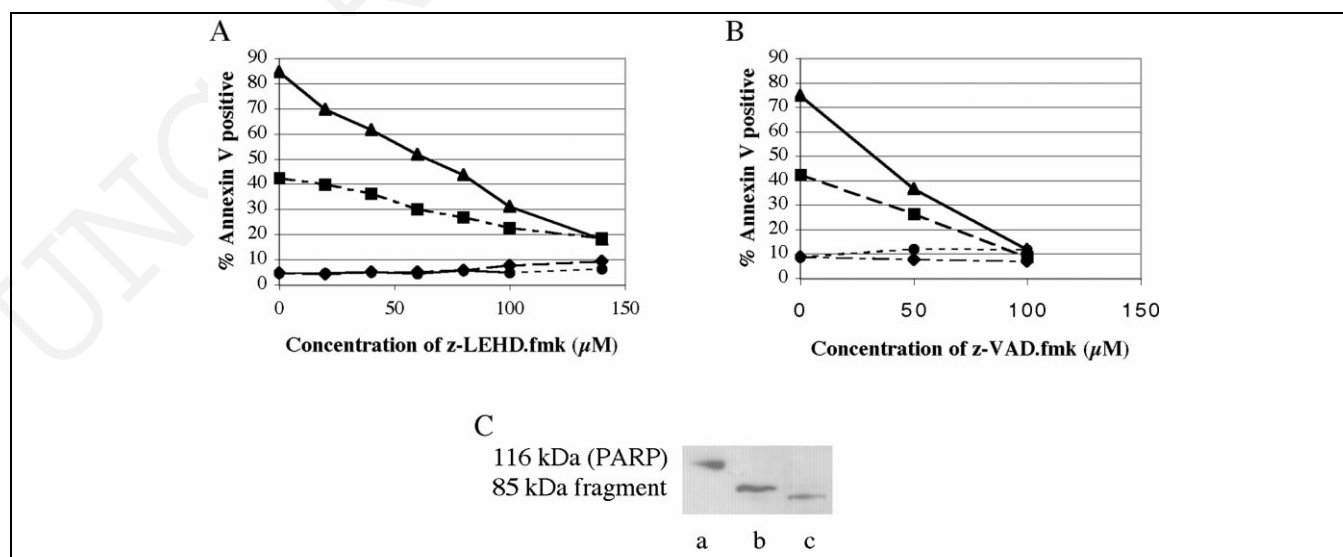 UNC
A
B
% Annexin V positive
90
80
70
60
50
40
30
20
10
0
0 50 100 150
Concentration of z-LEHD.fmk (µM)
% Annexin V positive
90
80
70
60
50
40
30
20
10
0
0 50 100 150
Concentration of z-VAD.fmk (µM)
C
116 kDa (PARP)
85 kDa fragment
a b c